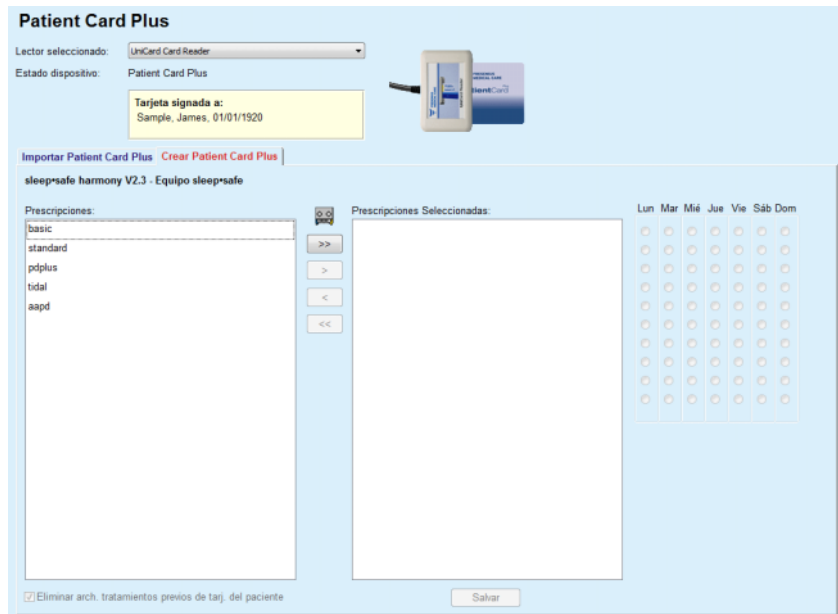 Patient Card Plus
Lector seleccionado: UniCard Card Reader
Estado dispositivo: Patient Card Plus
Tarjeta signada a:
Sample, James, 01/01/1920
Importar Patient Card Plus Crear Patient Card Plus
sleep•safe harmony V2.3 - Equipo sleep•safe
Prescripciones: Prescripciones Seleccionadas: Lun Mar Mié Jue Vie Sáb Dom
basic
standard
pdplus
tidal
aapd
>>
>
<
<<
Eliminar arch. tratamientos previos de tarj. del paciente
Salvar